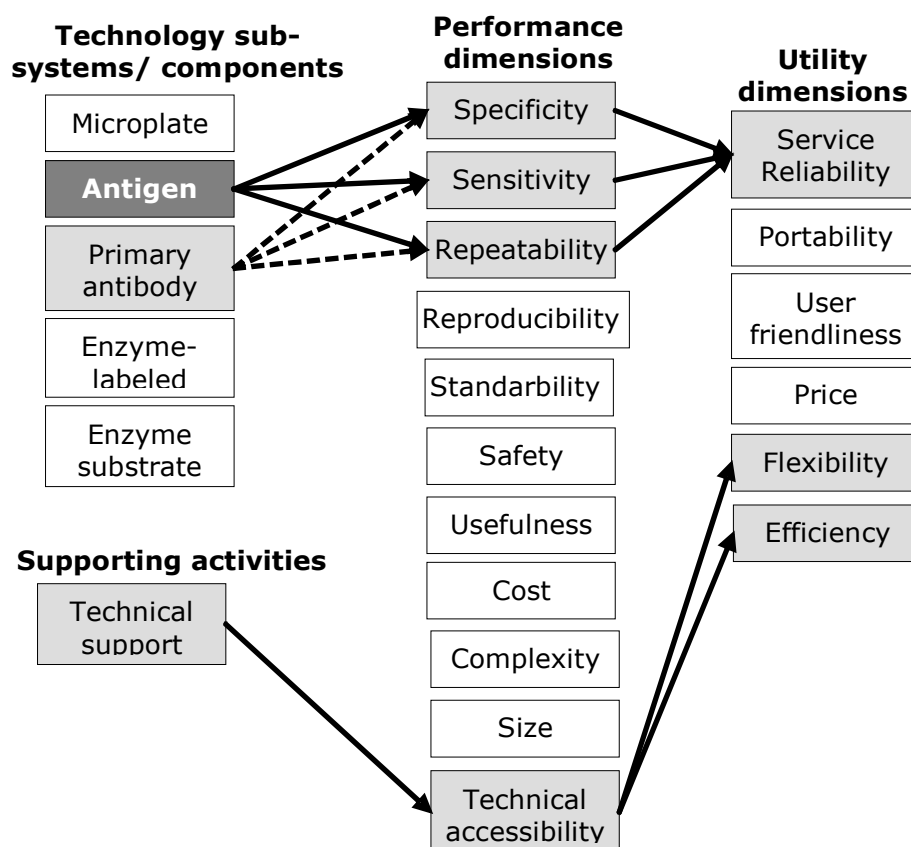 Technology sub-
systems/ components
Microplate
Antigen
Primary
antibody
Enzyme-
labeled
Enzyme
substrate
Supporting activities
Technical
support
Performance
dimensions
Specificity
Sensitivity
Repeatability
Reproducibility
Standarbility
Safety
Usefulness
Cost
Complexity
Size
Technical
accessibility
Utility
dimensions
Service
Reliability
Portability
User
friendliness
Price
Flexibility
Efficiency